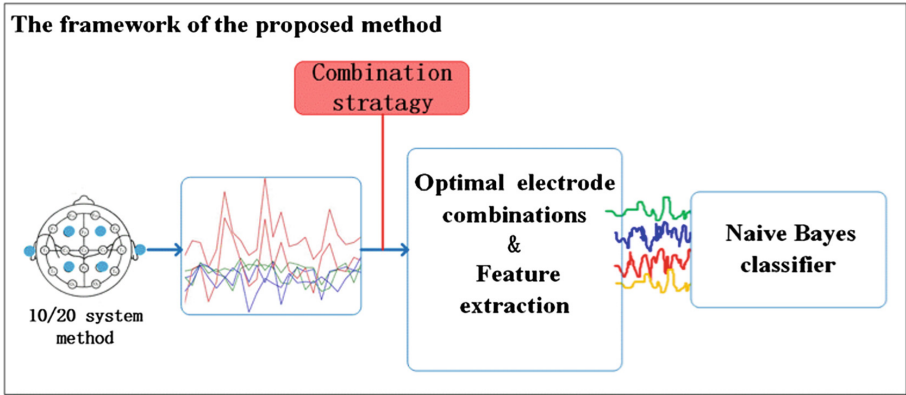 The framework of the proposed method
Combination
stratagy
Optimal electrode
combinations
&
Feature
extraction
Naive Bayes
classifier
10/20 system
method